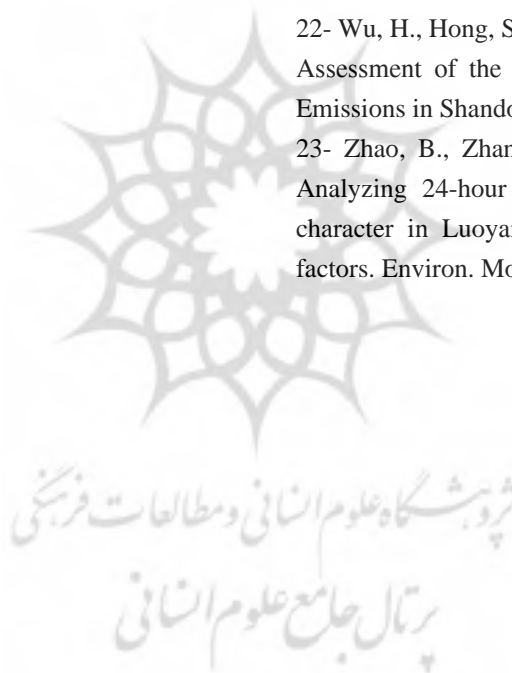 22- Wu, H., Hong, S
Assessment of the
Emissions in Shando
23- Zhao, B., Zhan
Analyzing 24-hour
character in Luoya
factors. Environ. Mo
پژوهشگاه علوم انسانی و مطالعات فرهنگی
پرتال جامع علوم انسانی